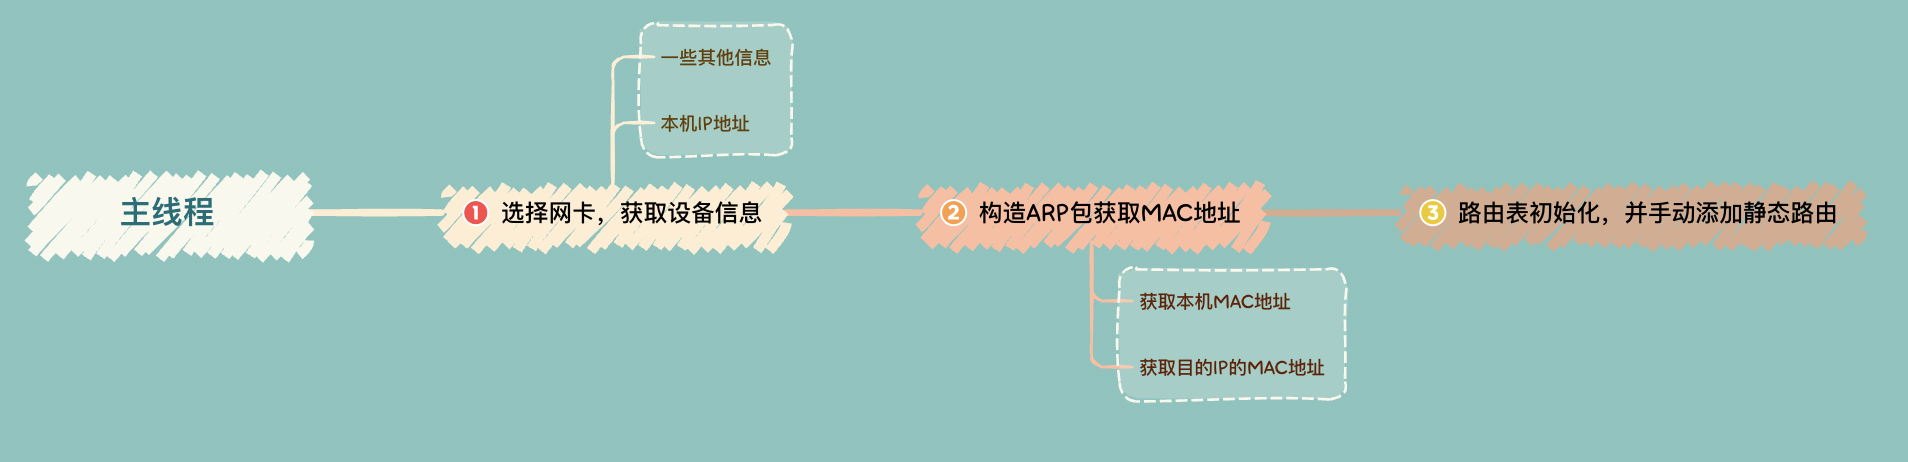 主线程
1 选择网卡，获取设备信息
一些其他信息
本机IP地址
2 构造ARP包获取MAC地址
获取本机MAC地址
获取目的IP的MAC地址
3 路由表初始化，并手动添加静态路由